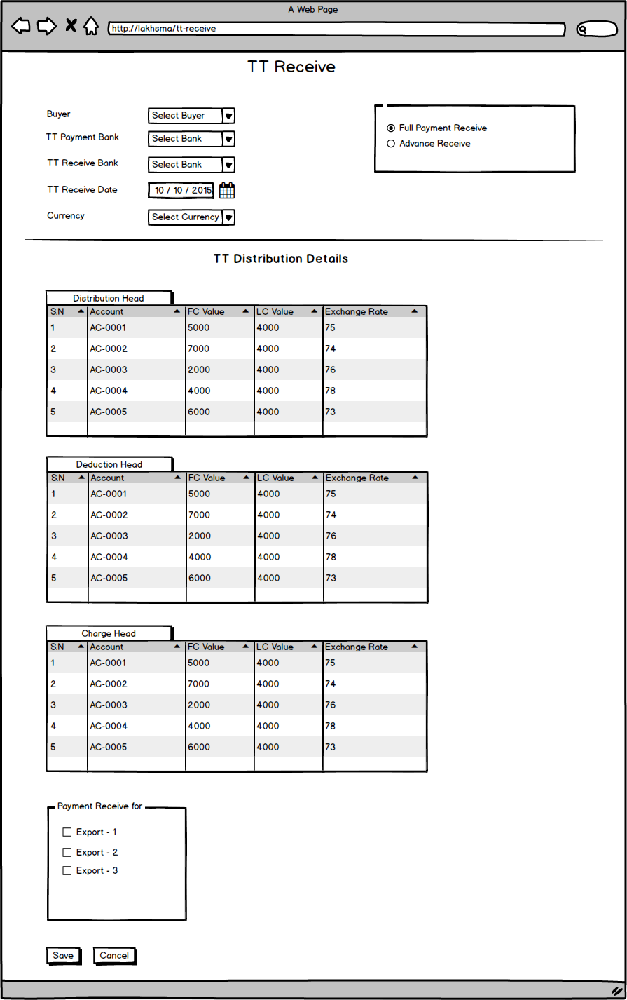 A Web Page
http://lakhsma/tt-receive
TT Receive
Buyer Select Buyer
TT Payment Bank Select Bank
TT Receive Bank Select Bank
TT Receive Date 10 / 10 / 2015
Currency Select Currency
Full Payment Receive
Advance Receive
TT Distribution Details
Distribution Head
S.N Account FC Value LC Value Exchange Rate
1 AC-0001 5000 4000 75
2 AC-0002 7000 4000 74
3 AC-0003 2000 4000 76
4 AC-0004 4000 4000 78
5 AC-0005 6000 4000 73
Deduction Head
S.N Account FC Value LC Value Exchange Rate
1 AC-0001 5000 4000 75
2 AC-0002 7000 4000 74
3 AC-0003 2000 4000 76
4 AC-0004 4000 4000 78
5 AC-0005 6000 4000 73
Charge Head
S.N Account FC Value LC Value Exchange Rate
1 AC-0001 5000 4000 75
2 AC-0002 7000 4000 74
3 AC-0003 2000 4000 76
4 AC-0004 4000 4000 78
5 AC-0005 6000 4000 73
Payment Receive for
Export - 1
Export - 2
Export - 3
Save Cancel